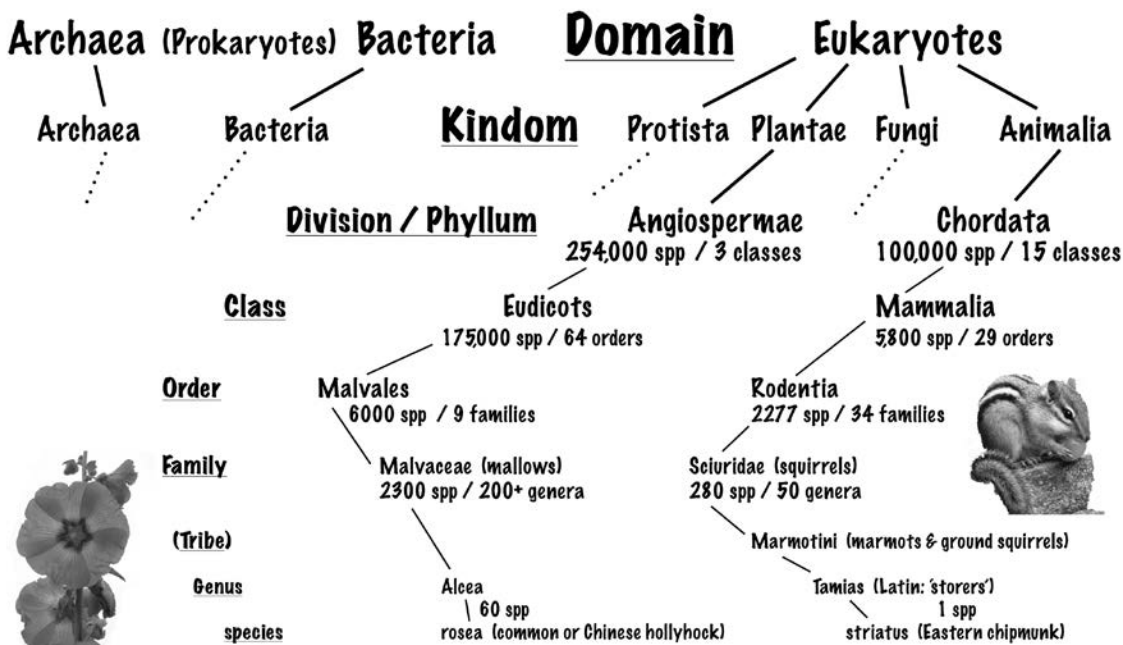 Archaea (Prokaryotes) Bacteria Domain Eukaryotes
Archaea Bacteria Kindom Protista Plantae Fungi Animalia
Division / Phyllum Angiospermae Chordata
254,000 spp / 3 classes 100,000 spp / 15 classes
Class Eudicots Mammalia
175,000 spp / 64 orders 5,800 spp / 29 orders
Order Malvales Rodentia
6000 spp / 9 families 2277 spp / 34 families
Family Malvaceae (mallows) Sciuridae (squirrels)
2300 spp / 200+ genera 280 spp / 50 genera
(Tribe) Marmotini (marmots & ground squirrels)
Genus Alcea Tamias (Latin: 'storers')
60 spp 1 spp
species rosea (common or Chinese hollyhock) striatus (Eastern chipmunk)